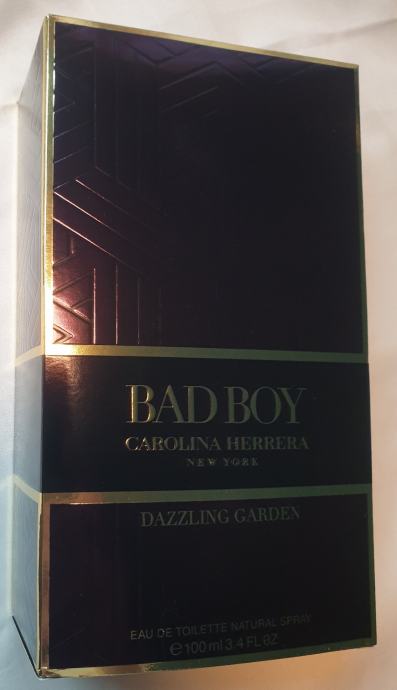 BAD BOY
CAROLINA HERRERA
NEW YORK
DAZZLING GARDEN
EAU DE TOILETTE NATURAL SPRAY
℮100 ml 3.4 FL OZ